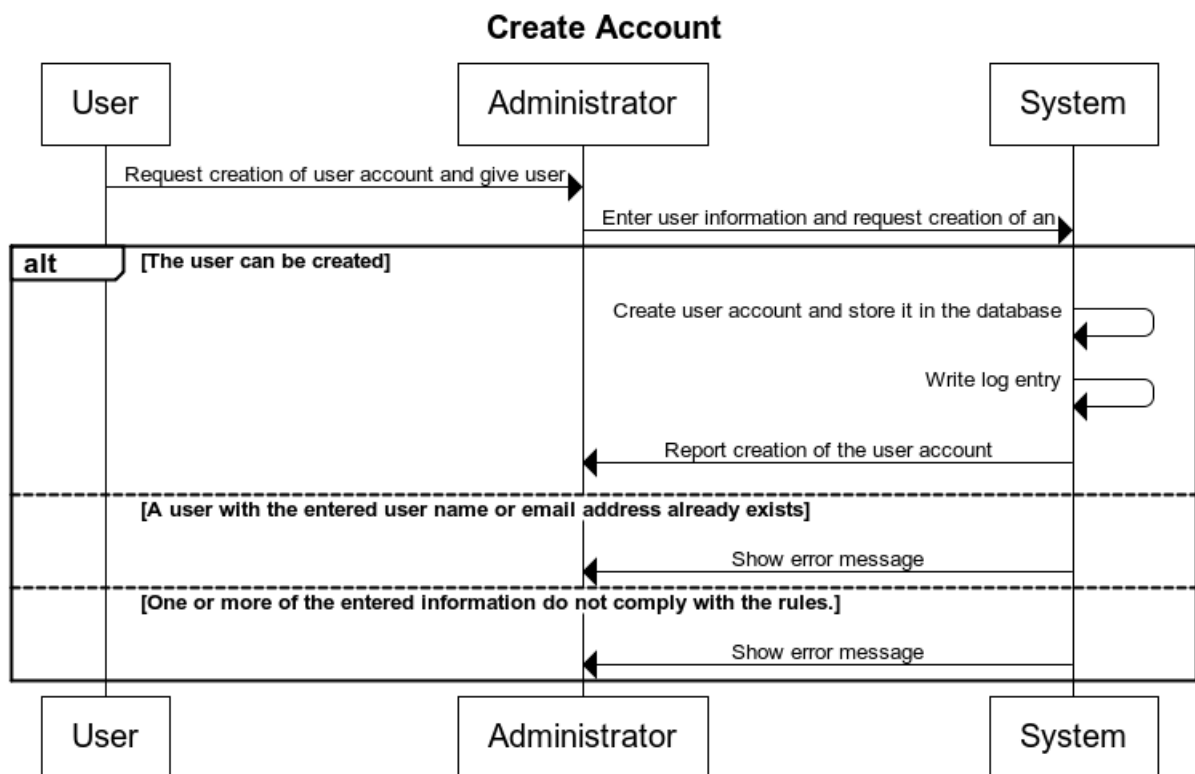 Create Account
User
Administrator
System
Request creation of user account and give user
Enter user information and request creation of an
alt
[The user can be created]
Create user account and store it in the database
Write log entry
Report creation of the user account
[A user with the entered user name or email address already exists]
Show error message
[One or more of the entered information do not comply with the rules.]
Show error message
User
Administrator
System